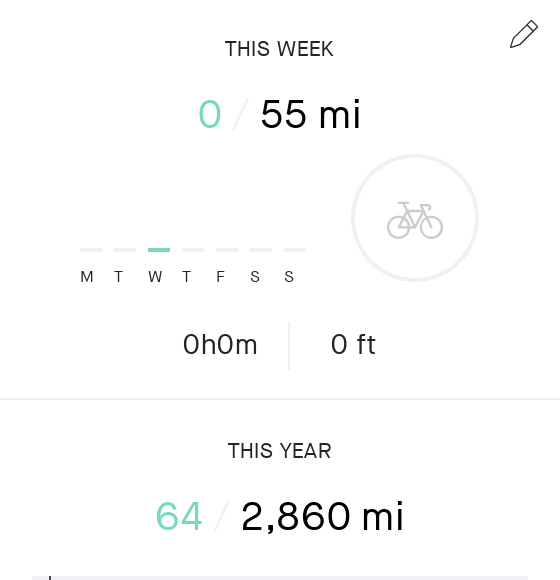 THIS WEEK
0 / 55 mi
M T W T F S S
0h0m 0 ft
THIS YEAR
64 / 2,860 mi